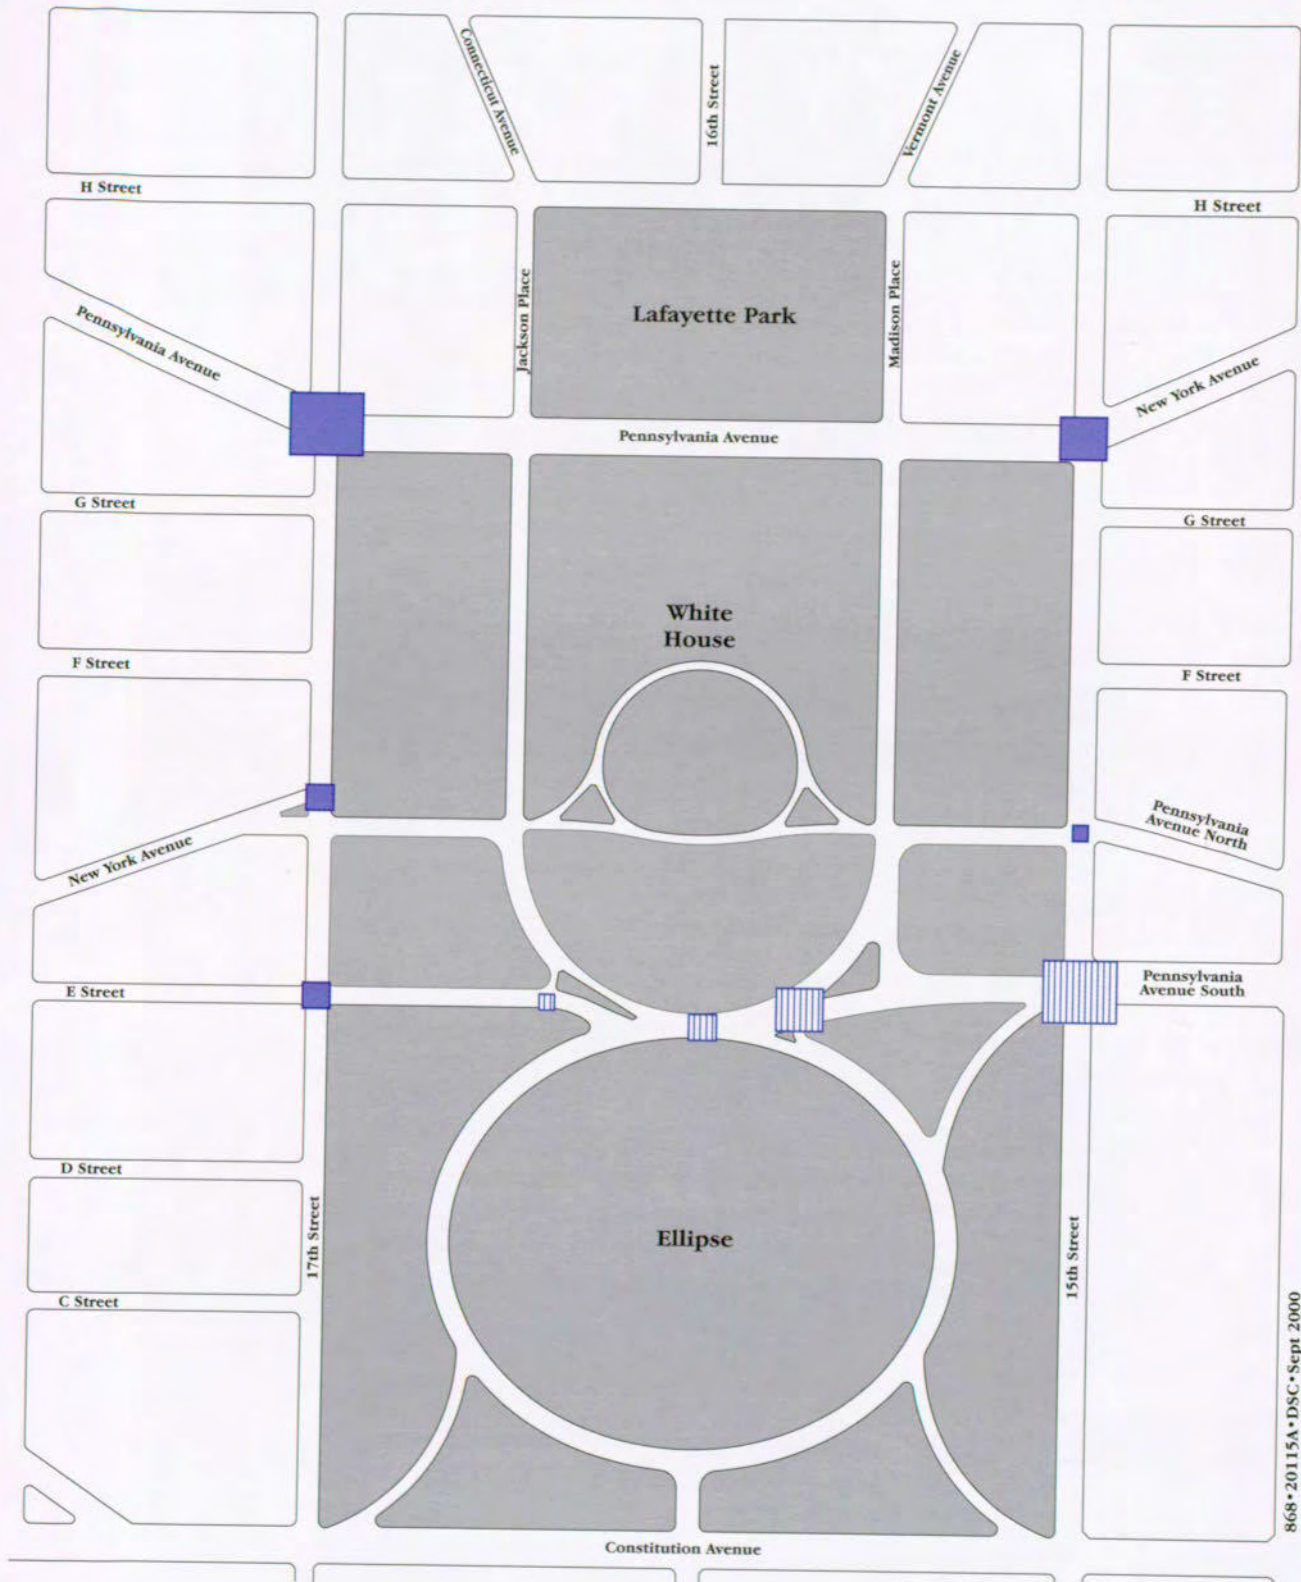 Connecticut Avenue
16th Street
Vermont Avenue
H Street
H Street
Pennsylvania Avenue
Jackson Place
Lafayette Park
Madison Place
New York Avenue
Pennsylvania Avenue
G Street
G Street
White
House
F Street
F Street
New York Avenue
Pennsylvania
Avenue North
E Street
Pennsylvania
Avenue South
D Street
17th Street
Ellipse
15th Street
C Street
Constitution Avenue
868•20115A•DSC•Sept 2000